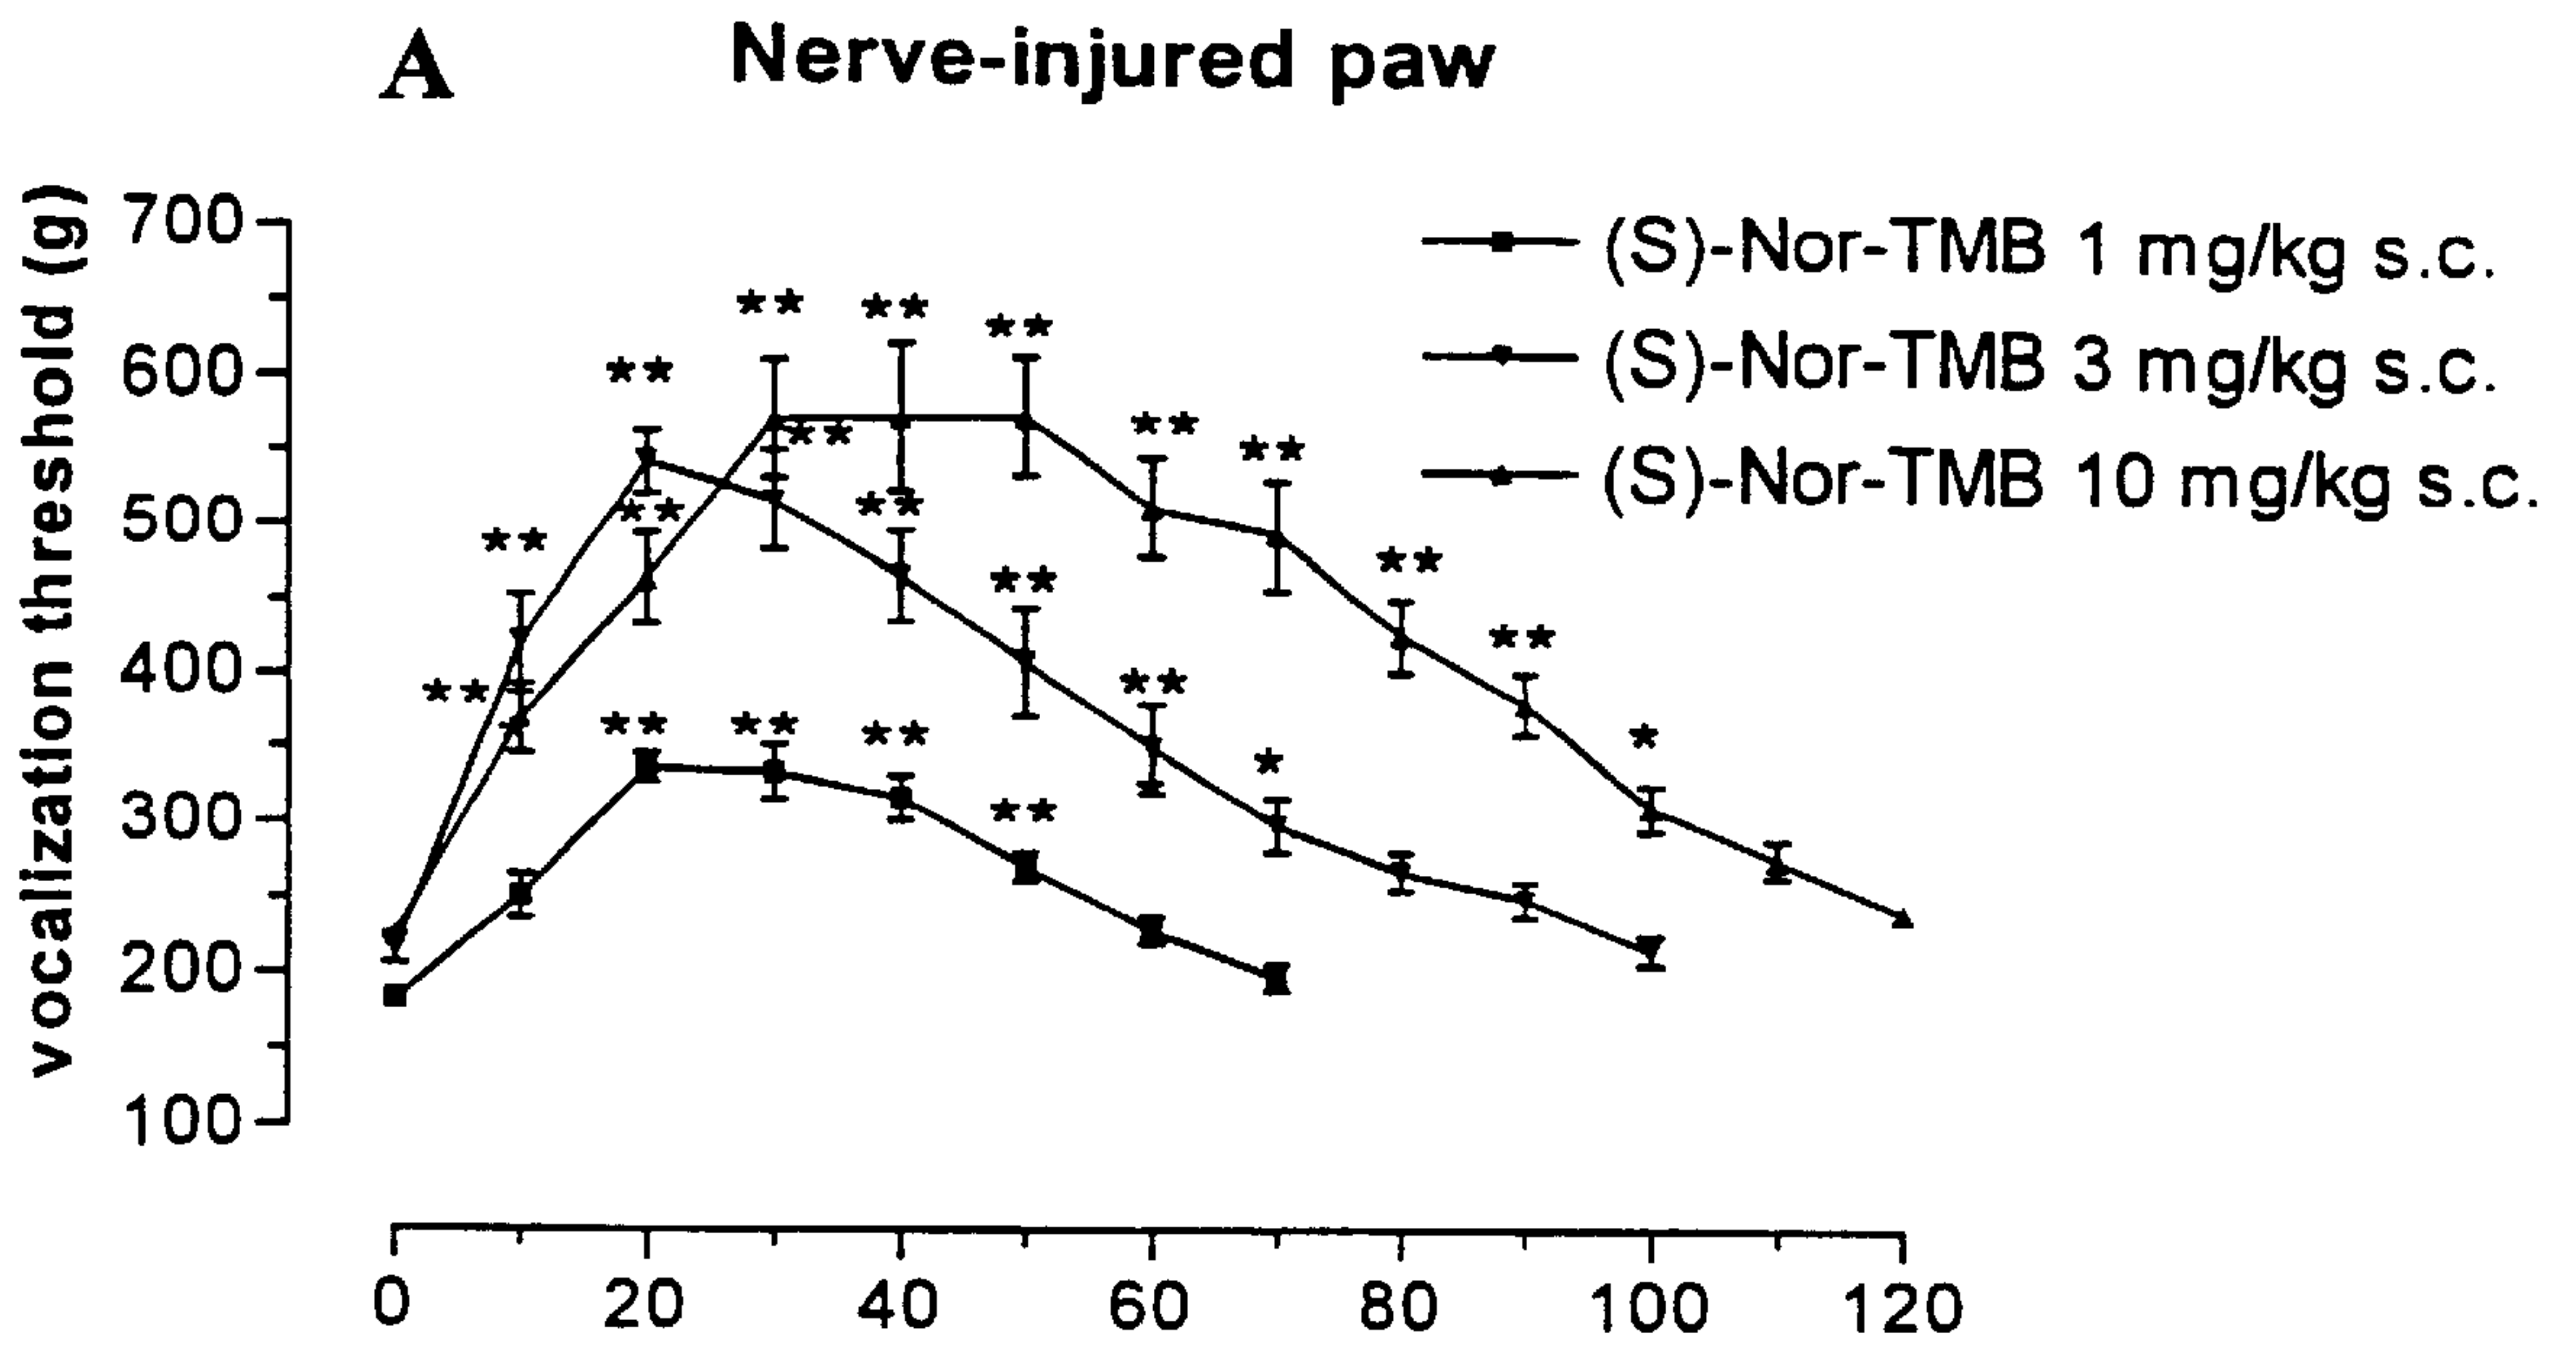 A Nerve-injured paw
vocalization threshold (g)
700
600
500
400
300
200
100
(S)-Nor-TMB 1 mg/kg s.c.
(S)-Nor-TMB 3 mg/kg s.c.
(S)-Nor-TMB 10 mg/kg s.c.
** ** **
**
** ** **
** **
** **
** **
** **
** ** ** ** *
** *
0 20 40 60 80 100 120